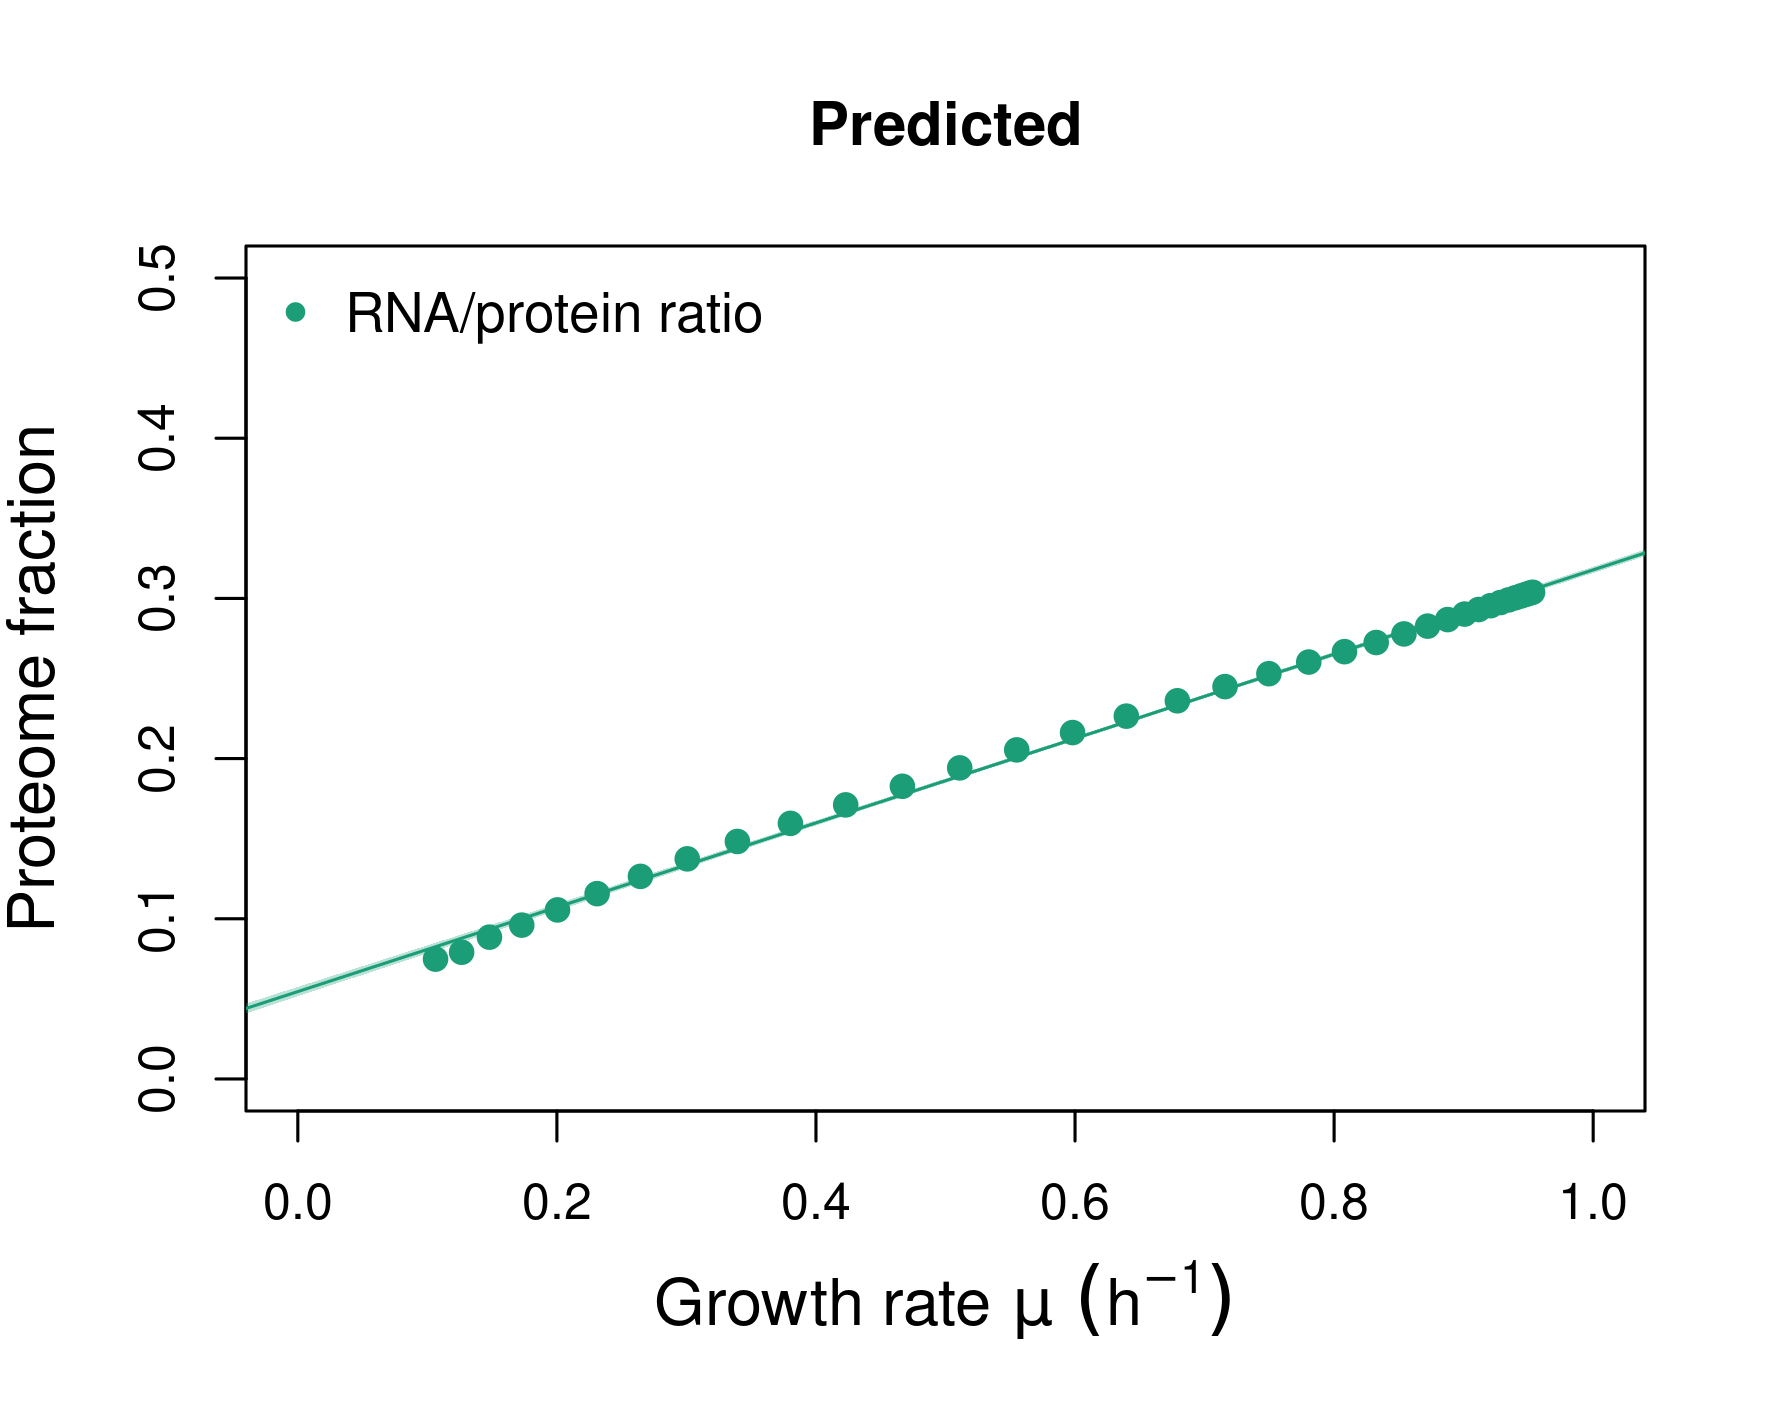 Predicted
RNA/protein ratio
Proteome fraction
0.5
0.4
0.3
0.2
0.1
0.0
0.0 0.2 0.4 0.6 0.8 1.0
Growth rate μ (h⁻¹)